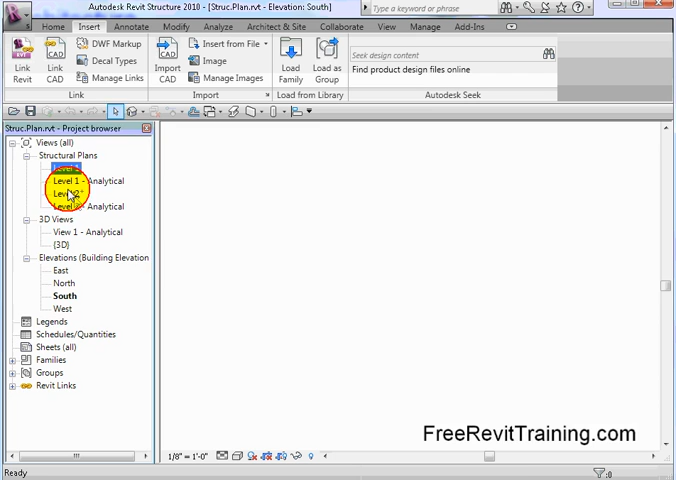 Autodesk Revit Structure 2010 - [Struc.Plan.rvt - Elevation: South]
Type a keyword or phrase
Home Insert Annotate Modify Analyze Architect & Site Collaborate View Manage Add-Ins
Link Revit
Link CAD
DWF Markup
Decal Types
Manage Links
Import CAD
Insert from File
Image
Manage Images
Load Family
Load as Group
Seek design content
Find product design files online
Link Import Load from Library Autodesk Seek
Struc.Plan.rvt - Project browser
Views (all)
Structural Plans
Level 1 - Analytical
Analytical
3D Views
View 1 - Analytical
{3D}
Elevations (Building Elevation
East
North
South
West
Legends
Schedules/Quantities
Sheets (all)
Families
Groups
Revit Links
FreeRevitTraining.com
1/8" = 1'-0"
Ready
:0